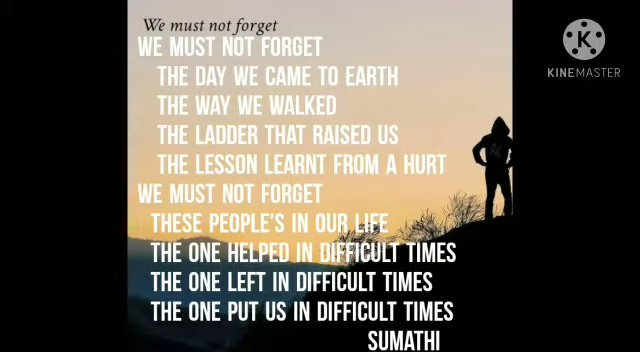 We must not forget
WE MUST NOT FORGET
THE DAY WE CAME TO EARTH
THE WAY WE WALKED
THE LADDER THAT RAISED US
THE LESSON LEARNT FROM A HURT
WE MUST NOT FORGET
THESE PEOPLE'S IN OUR LIFE
THE ONE HELPED IN DIFFICULT TIMES
THE ONE LEFT IN DIFFICULT TIMES
THE ONE PUT US IN DIFFICULT TIMES
SUMATHI
K
KINEMASTER